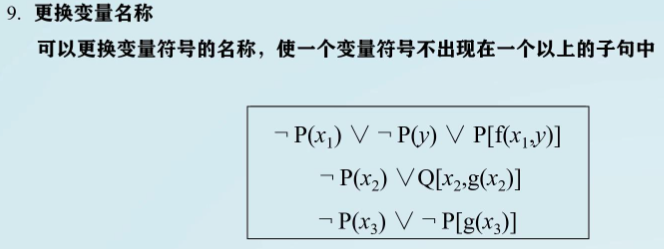 9. 更换变量名称
可以更换变量符号的名称，使一个变量符号不出现在一个以上的子句中
¬ P(x₁) ∨ ¬ P(y) ∨ P[f(x₁,y)]
¬ P(x₂) ∨Q[x₂,g(x₂)]
¬ P(x₃) ∨ ¬ P[g(x₃)]